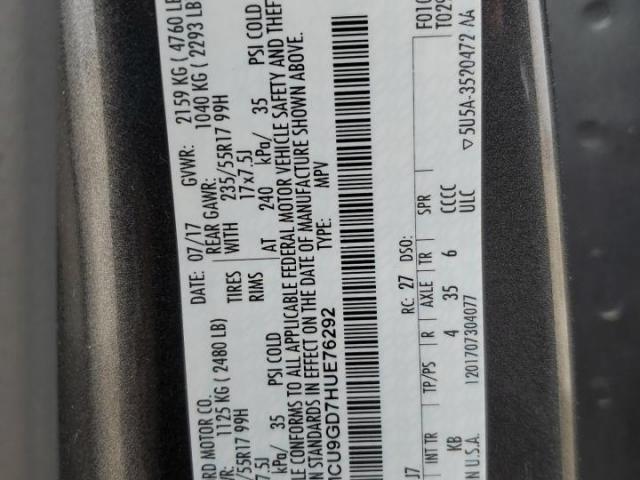 RD MOTOR CO. DATE: 07/17 GVWR: 2159 KG ( 4760 LB
WR: 1125 KG ( 2480 LB) REAR GAWR: 1040 KG ( 2293 LB
/55R17 99H TIRES WITH 235/55R17 99H
7.5J RIMS 17x7.5J
kPa/ 35 PSI COLD AT 240 kPa/ 35 PSI COLD
LE CONFORMS TO ALL APPLICABLE FEDERAL MOTOR VEHICLE SAFETY AND T
N STANDARDS IN EFFECT ON THE DATE OF MANUFACTURE SHOWN ABOVE.
MCU9GD7HUE76292 TYPE: MPV
F010
T029
J7 RC: 27 DSO:
INT TR TP/PS R AXLE TR SPR
KB 4 35 6 CCCC
N U.S.A. 1201707304077 ULC ▽5U5A-3520472 AA